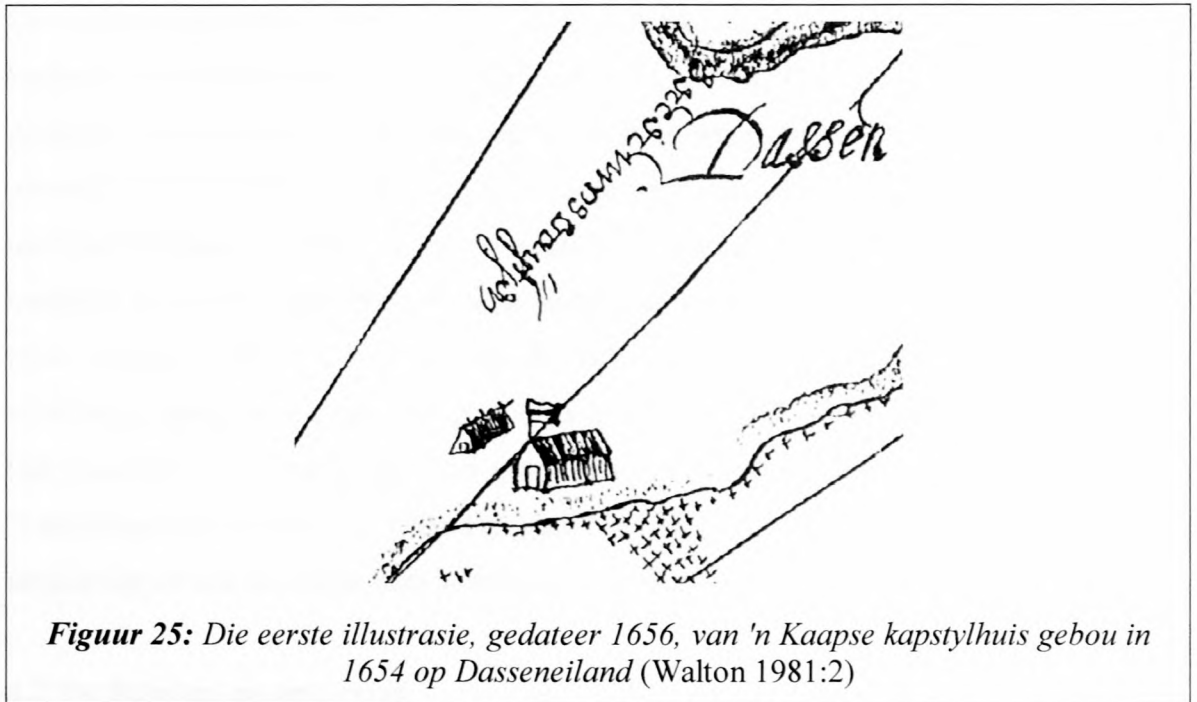 Dassen
Figuur 25: Die eerste illustrasie, gedateer 1656, van 'n Kaapse kapstylhuis gebou in
1654 op Dasseneiland (Walton 1981:2)